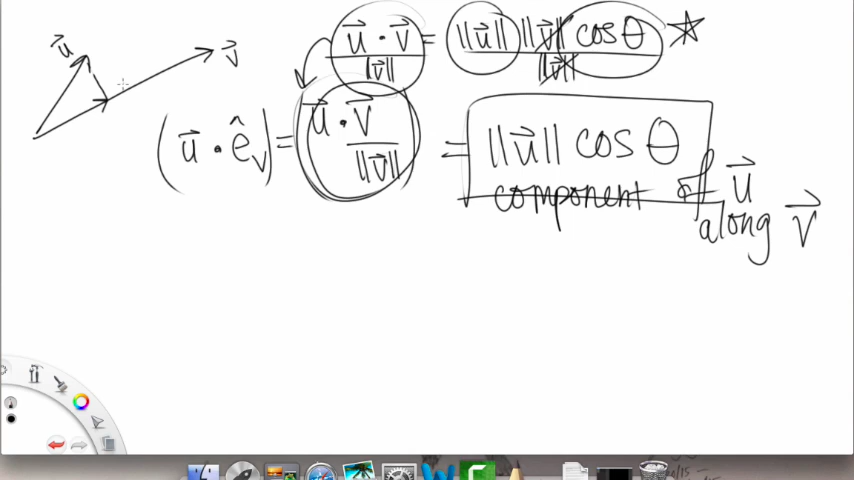 u⃗ v⃗
u⃗ · v⃗ / ‖v⃗‖ = ‖u⃗‖ ‖v⃗‖ cos θ / ‖v⃗‖ ☆
(u⃗ · ê_v) = u⃗ · v⃗ / ‖v⃗‖ = ‖u⃗‖ cos θ
component of u⃗
along v⃗